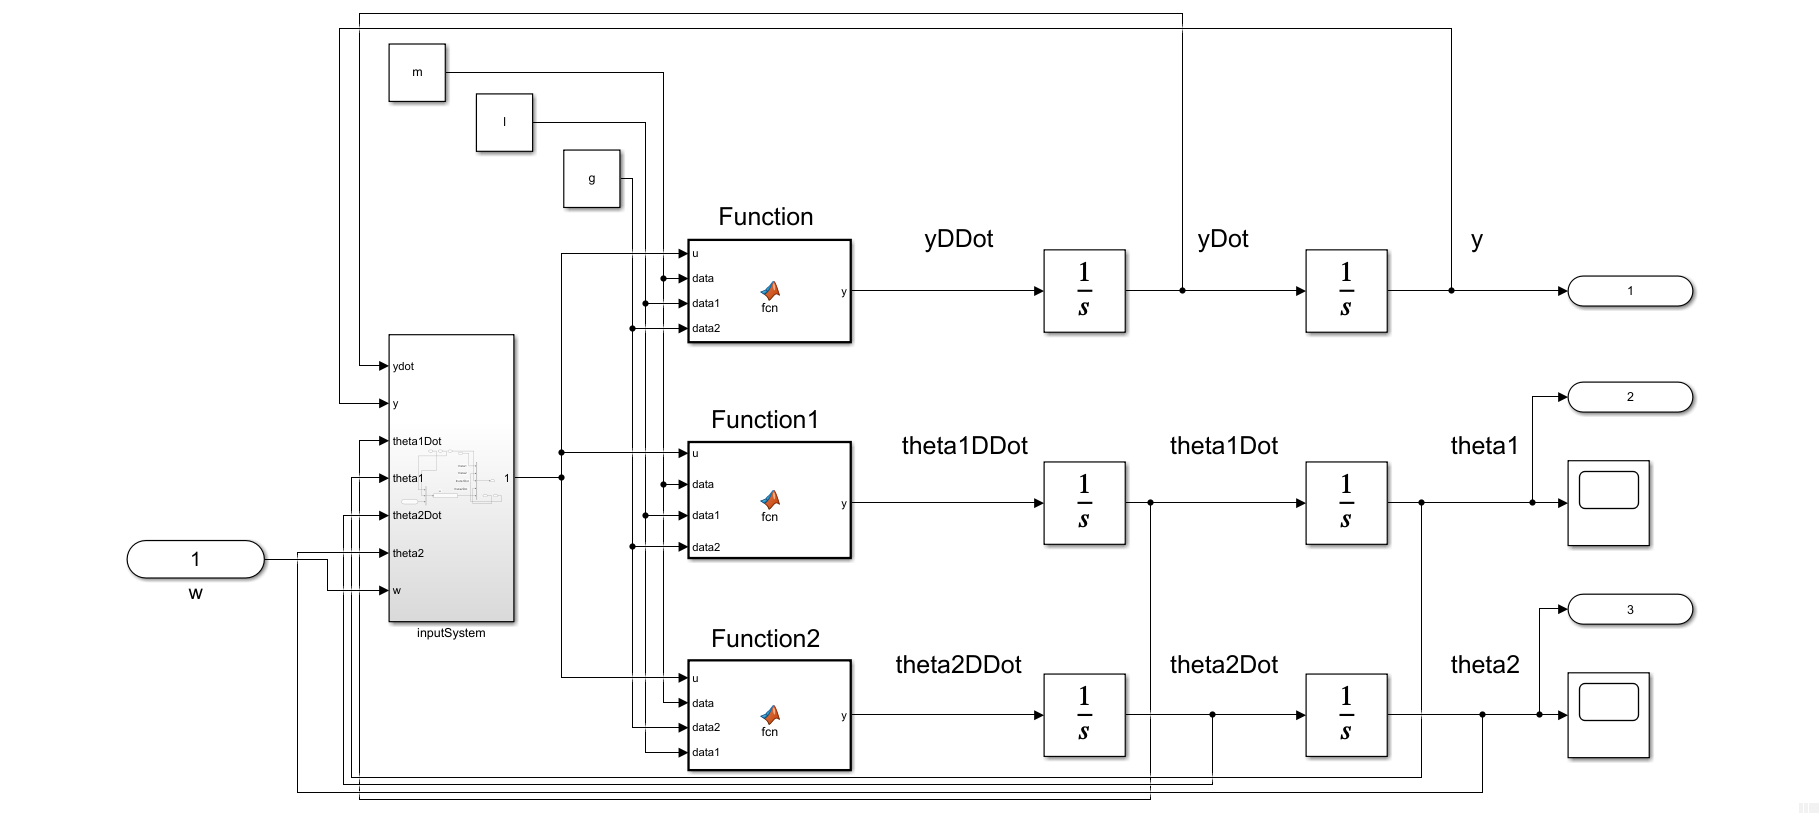 m
l
g
Function
u
data
data1
data2
fcn
y
yDDot
1
s
yDot
1
s
y
1
ydot
y
theta1Dot
theta1
theta2Dot
theta2
w
1
inputSystem
1
w
Function1
u
data
data1
data2
fcn
y
theta1DDot
1
s
theta1Dot
1
s
theta1
2
Function2
u
data
data2
data1
fcn
y
theta2DDot
1
s
theta2Dot
1
s
theta2
3